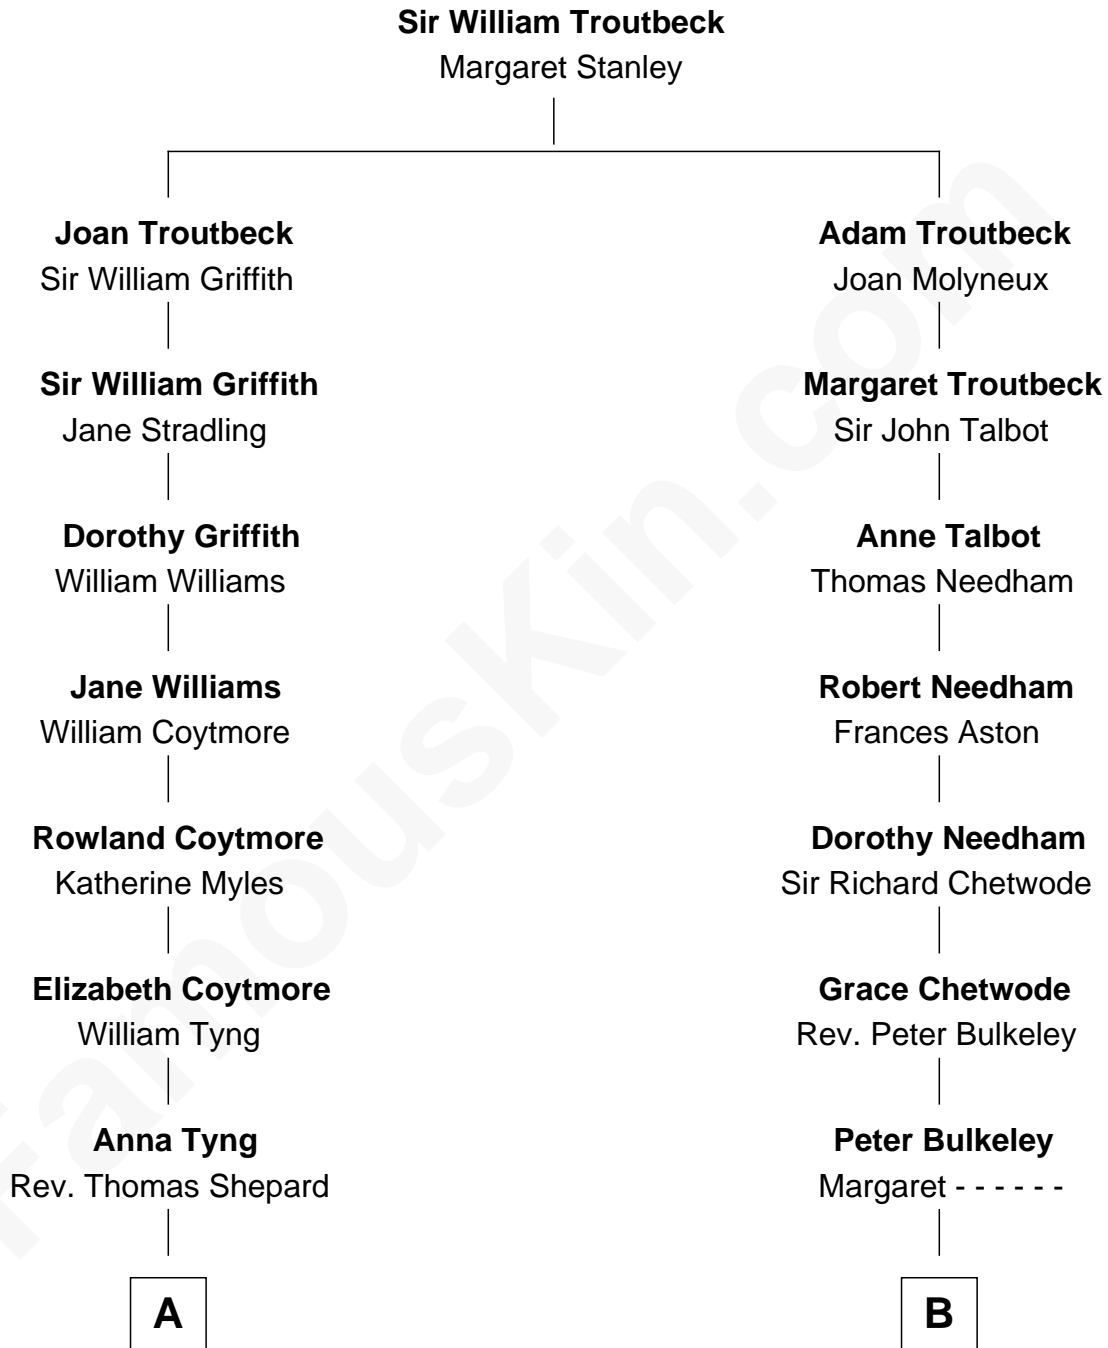 Sir William Troutbeck
Margaret Stanley
Joan Troutbeck
Sir William Griffith
Adam Troutbeck
Joan Molyneux
Sir William Griffith
Jane Stradling
Margaret Troutbeck
Sir John Talbot
Dorothy Griffith
William Williams
Anne Talbot
Thomas Needham
Jane Williams
William Coytmore
Robert Needham
Frances Aston
Rowland Coytmore
Katherine Myles
Dorothy Needham
Sir Richard Chetwode
Elizabeth Coytmore
William Tyng
Grace Chetwode
Rev. Peter Bulkeley
Anna Tyng
Rev. Thomas Shepard
Peter Bulkeley
Margaret - - - - - -
A
B
FamousKin.com